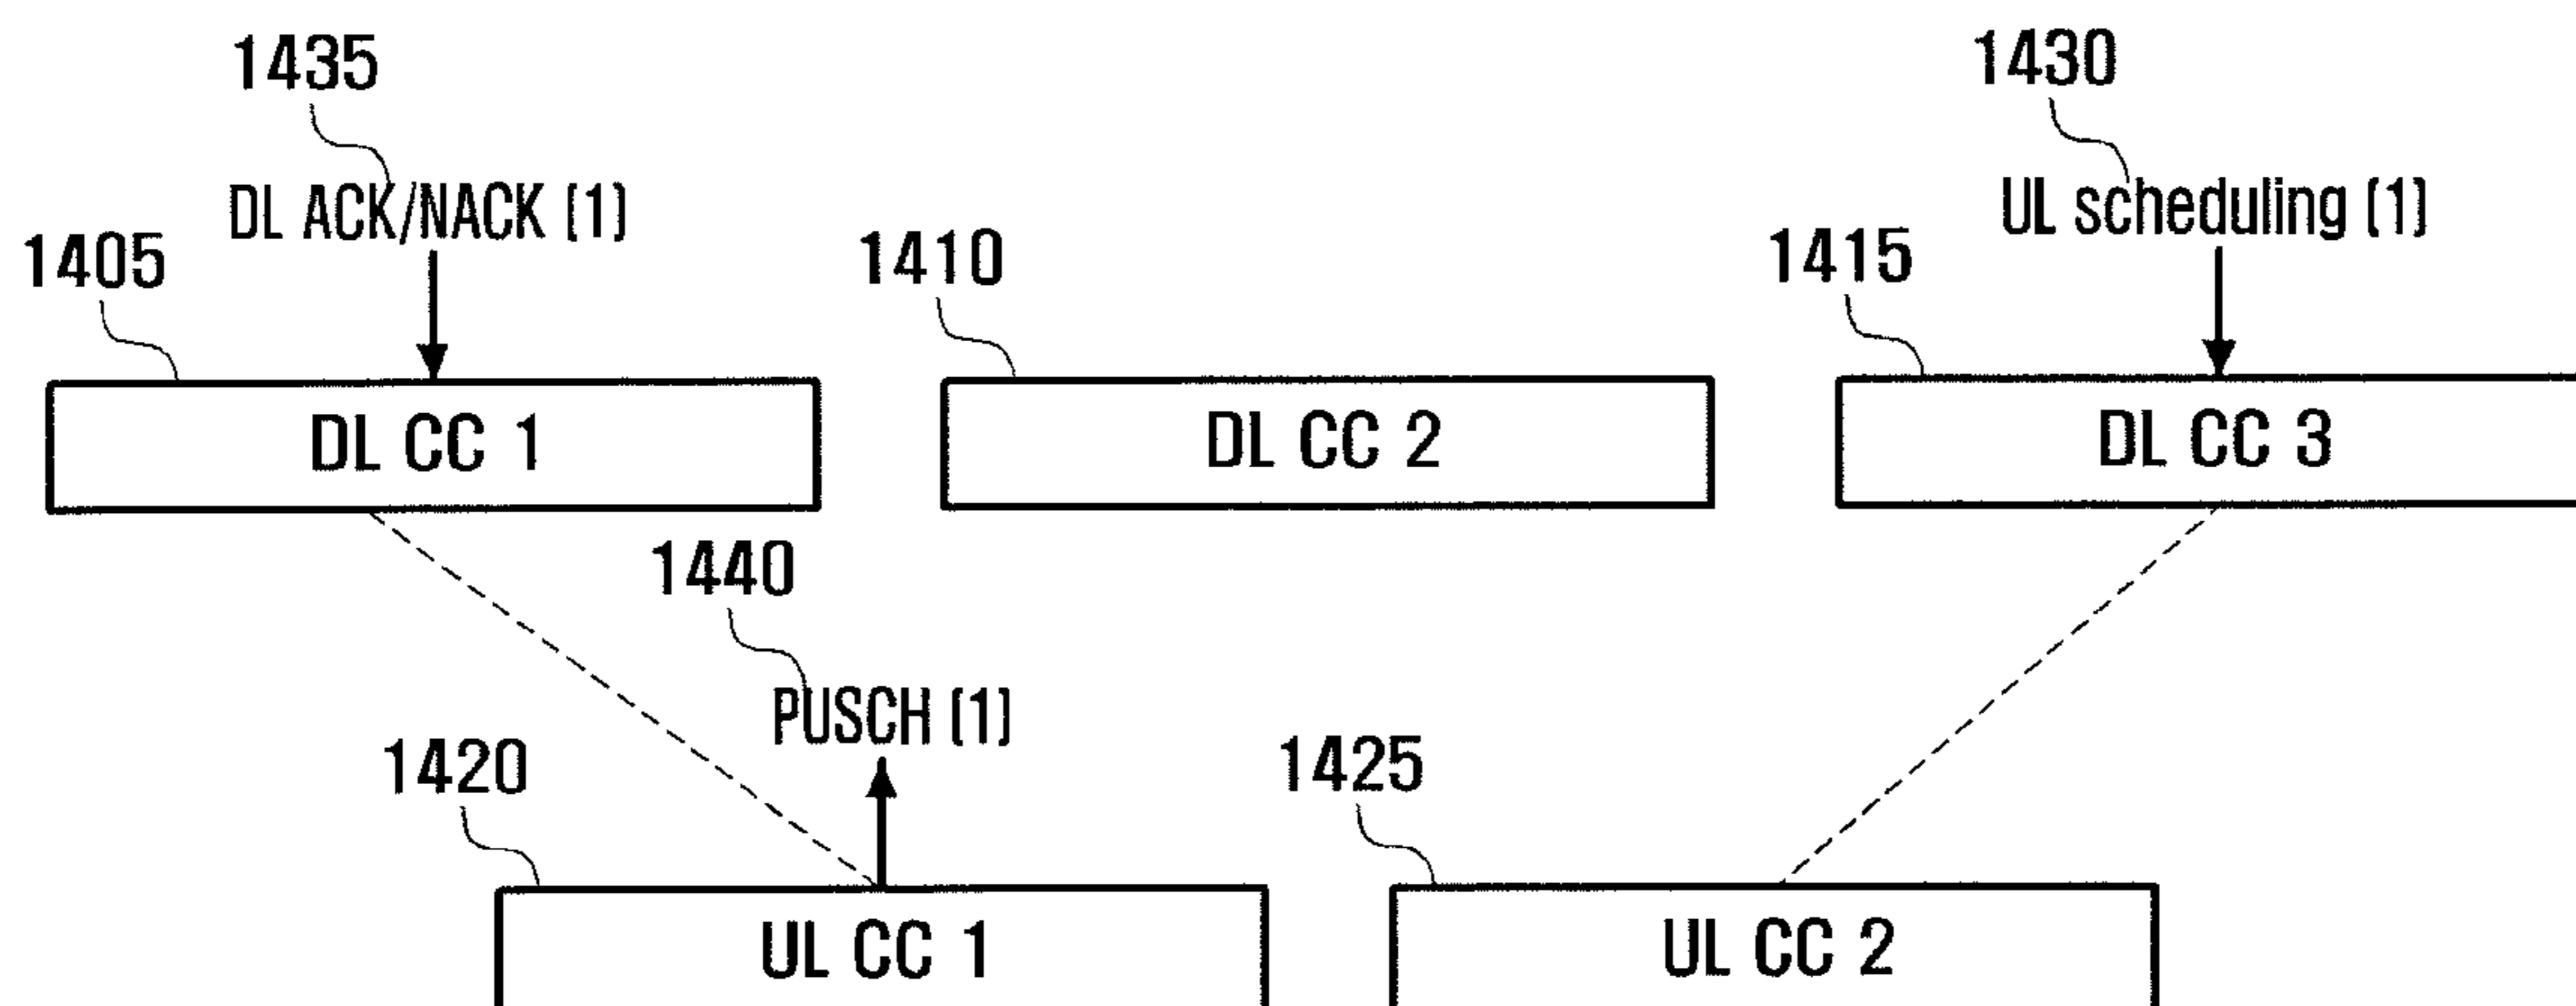 1435
1430
DL ACK/NACK (1)
UL scheduling (1)
1405
1410
1415
DL CC 1
DL CC 2
DL CC 3
1440
PUSCH (1)
1420
1425
UL CC 1
UL CC 2